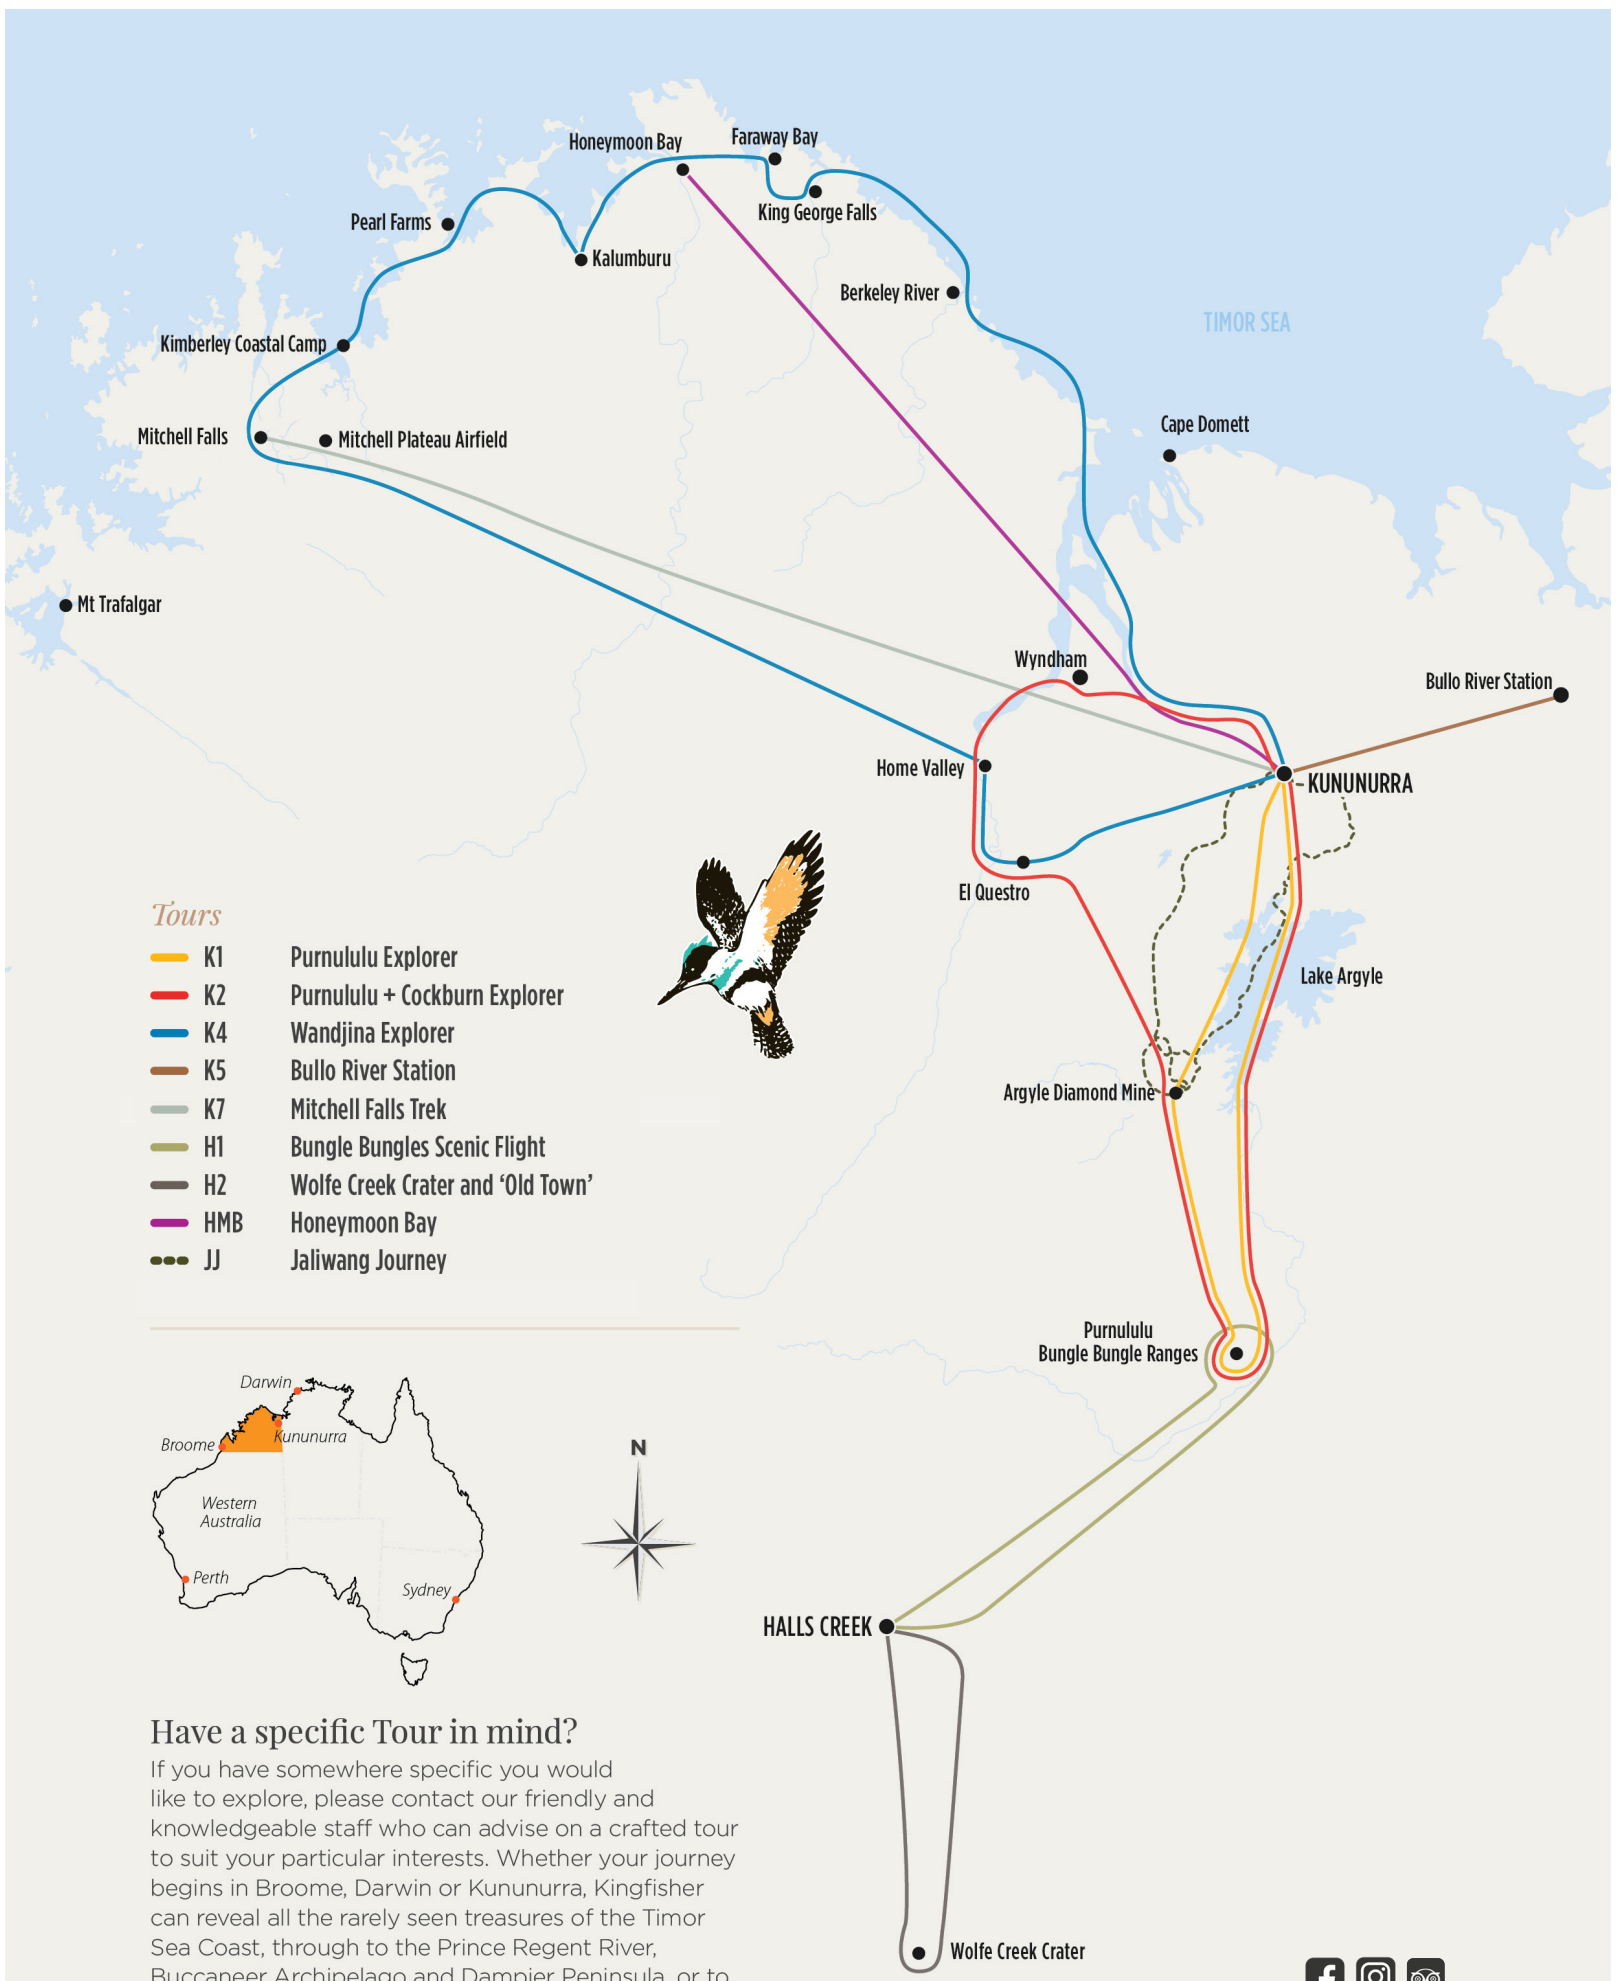 Honeymoon Bay
Faraway Bay
King George Falls
Pearl Farms
Kalumburu
Berkeley River
TIMOR SEA
Kimberley Coastal Camp
Mitchell Falls
Mitchell Plateau Airfield
Cape Domett
Mt Trafalgar
Wyndham
Bullo River Station
Home Valley
KUNUNURRA
El Questro
Lake Argyle
Argyle Diamond Mine
Purnululu
Bungle Bungle Ranges
HALLS CREEK
Wolfe Creek Crater
Tours
K1 Purnululu Explorer
K2 Purnululu + Cockburn Explorer
K4 Wandjina Explorer
K5 Bullo River Station
K7 Mitchell Falls Trek
H1 Bungle Bungles Scenic Flight
H2 Wolfe Creek Crater and ‘Old Town’
HMB Honeymoon Bay
JJ Jaliwang Journey
Darwin
Kununurra
Broome
Western
Australia
Perth
Sydney
N
Have a specific Tour in mind?
If you have somewhere specific you would
like to explore, please contact our friendly and
knowledgeable staff who can advise on a crafted tour
to suit your particular interests. Whether your journey
begins in Broome, Darwin or Kununurra, Kingfisher
can reveal all the rarely seen treasures of the Timor
Sea Coast, through to the Prince Regent River,
Buccaneer Archipelago and Dampier Peninsula, or to